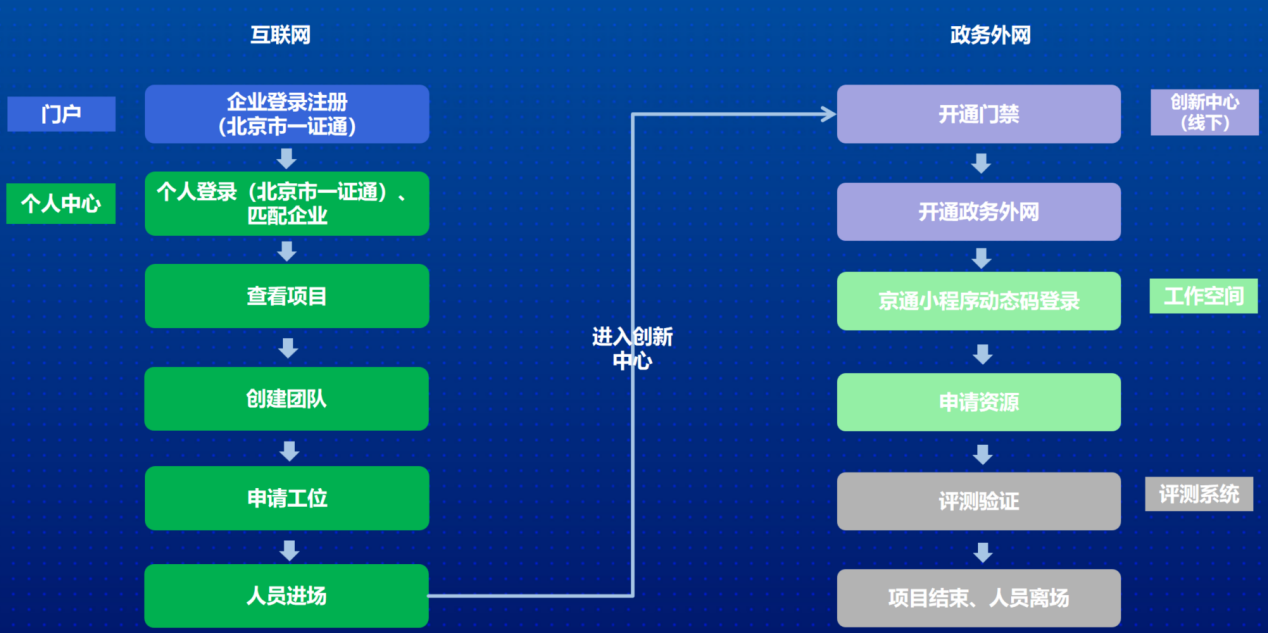 互联网
门户
企业登录注册
（北京市一证通）
个人中心
个人登录（北京市一证通）、
匹配企业
查看项目
创建团队
申请工位
人员进场
进入创新
中心
政务外网
开通门禁
创新中心
（线下）
开通政务外网
京通小程序动态码登录
工作空间
申请资源
评测验证
评测系统
项目结束、人员离场